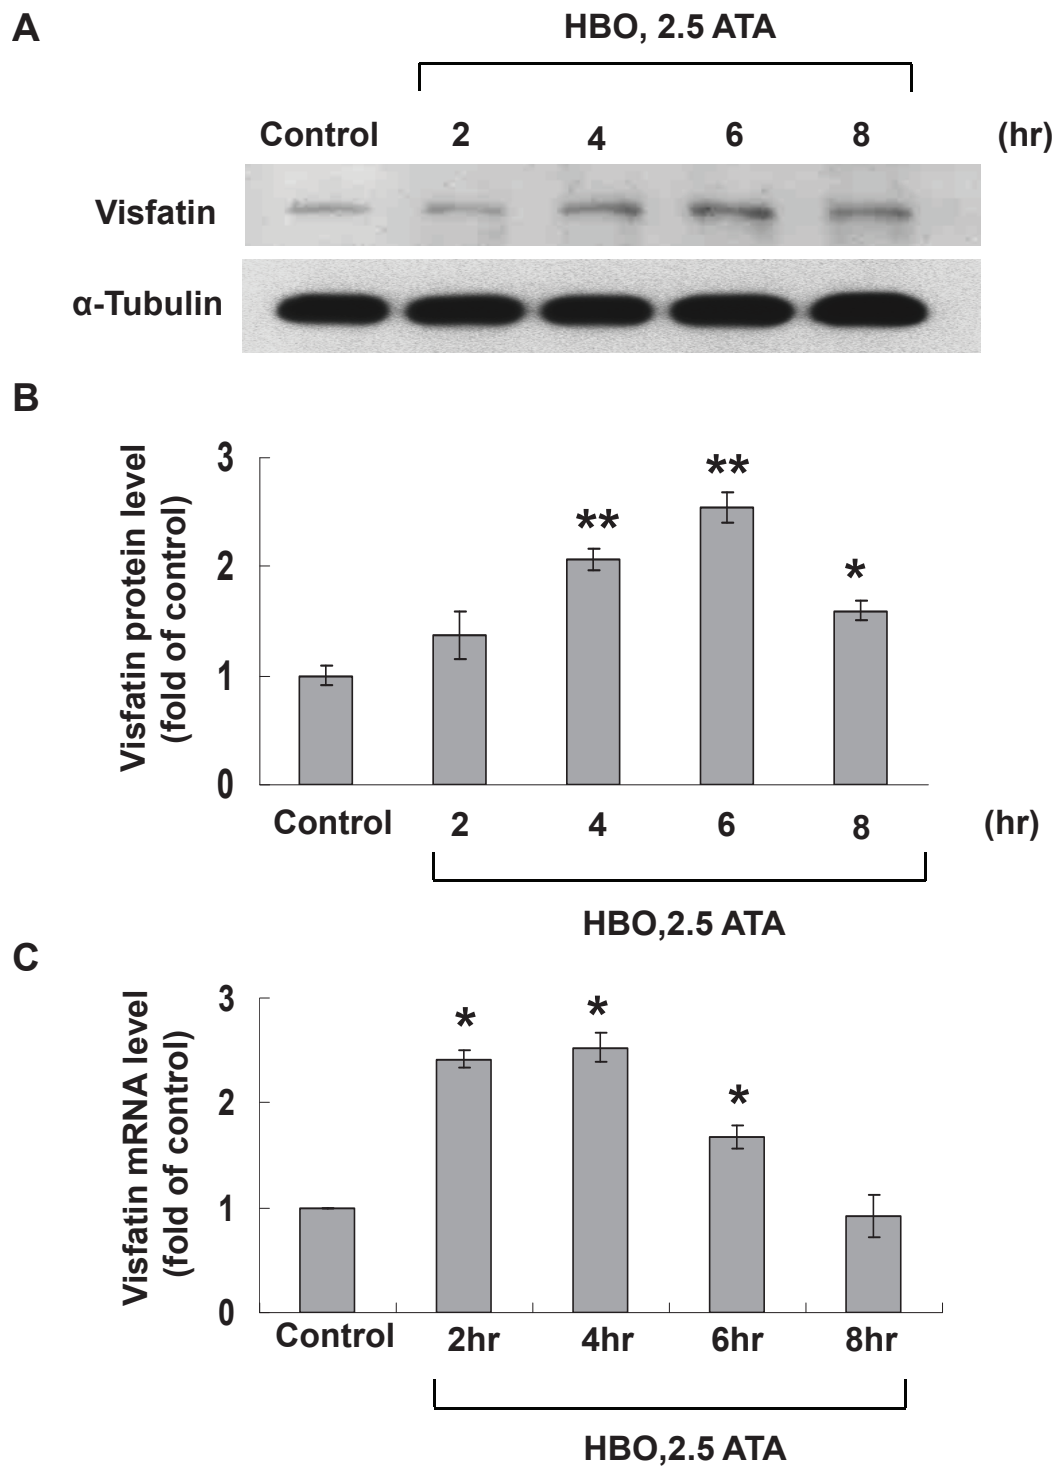 A
HBO, 2.5 ATA
Control 2 4 6 8 (hr)
Visfatin
α-Tubulin
B
Visfatin protein level
(fold of control)
3
2
1
0
**
**
*
Control 2 4 6 8 (hr)
HBO,2.5 ATA
C
Visfatin mRNA level
(fold of control)
3
2
1
0
*
*
*
Control 2hr 4hr 6hr 8hr
HBO,2.5 ATA